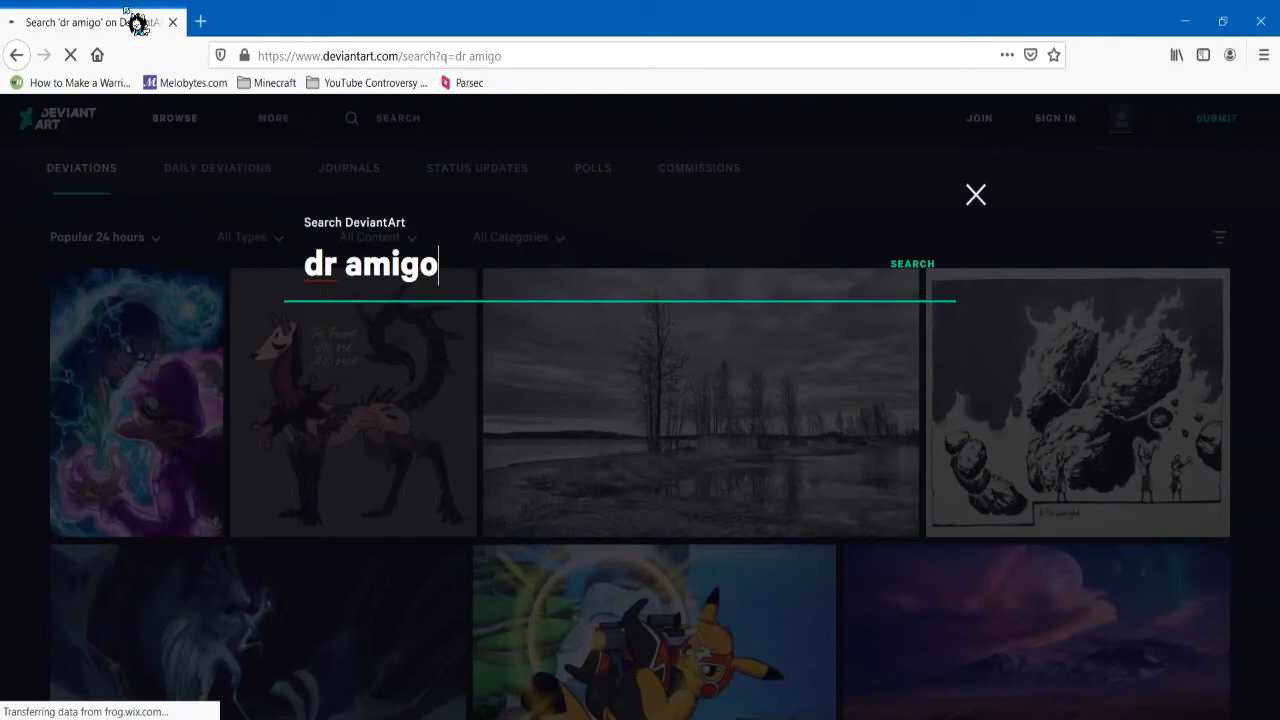 Search 'dr amigo' on DeviantArt
https://www.deviantart.com/search?q=dr amigo
How to Make a Warri...
Melobytes.com
Minecraft
YouTube Controversy ...
Parsec
DEVIANT
ART
BROWSE
MORE
SEARCH
JOIN
SIGN IN
SUBMIT
DEVIATIONS
DAILY DEVIATIONS
JOURNALS
STATUS UPDATES
POLLS
COMMISSIONS
Search DeviantArt
Popular 24 hours
All Types
All Content
All Categories
dr amigo
SEARCH
Transferring data from frog.wix.com...